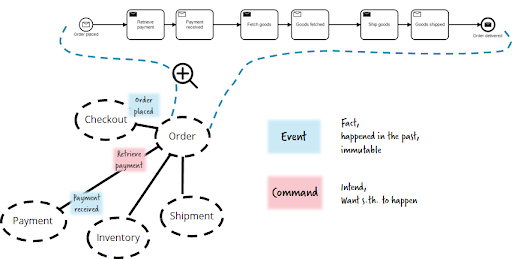 Order placed
Retrieve
payment
Payment
received
Fetch goods
Goods fetched
Ship goods
Goods shipped
Order delivered
Order
placed
Checkout
Order
Retrieve
payment
Payment
received
Payment
Inventory
Shipment
Event
Fact,
happened in the past,
immutable
Command
Intend,
Want s.th. to happen